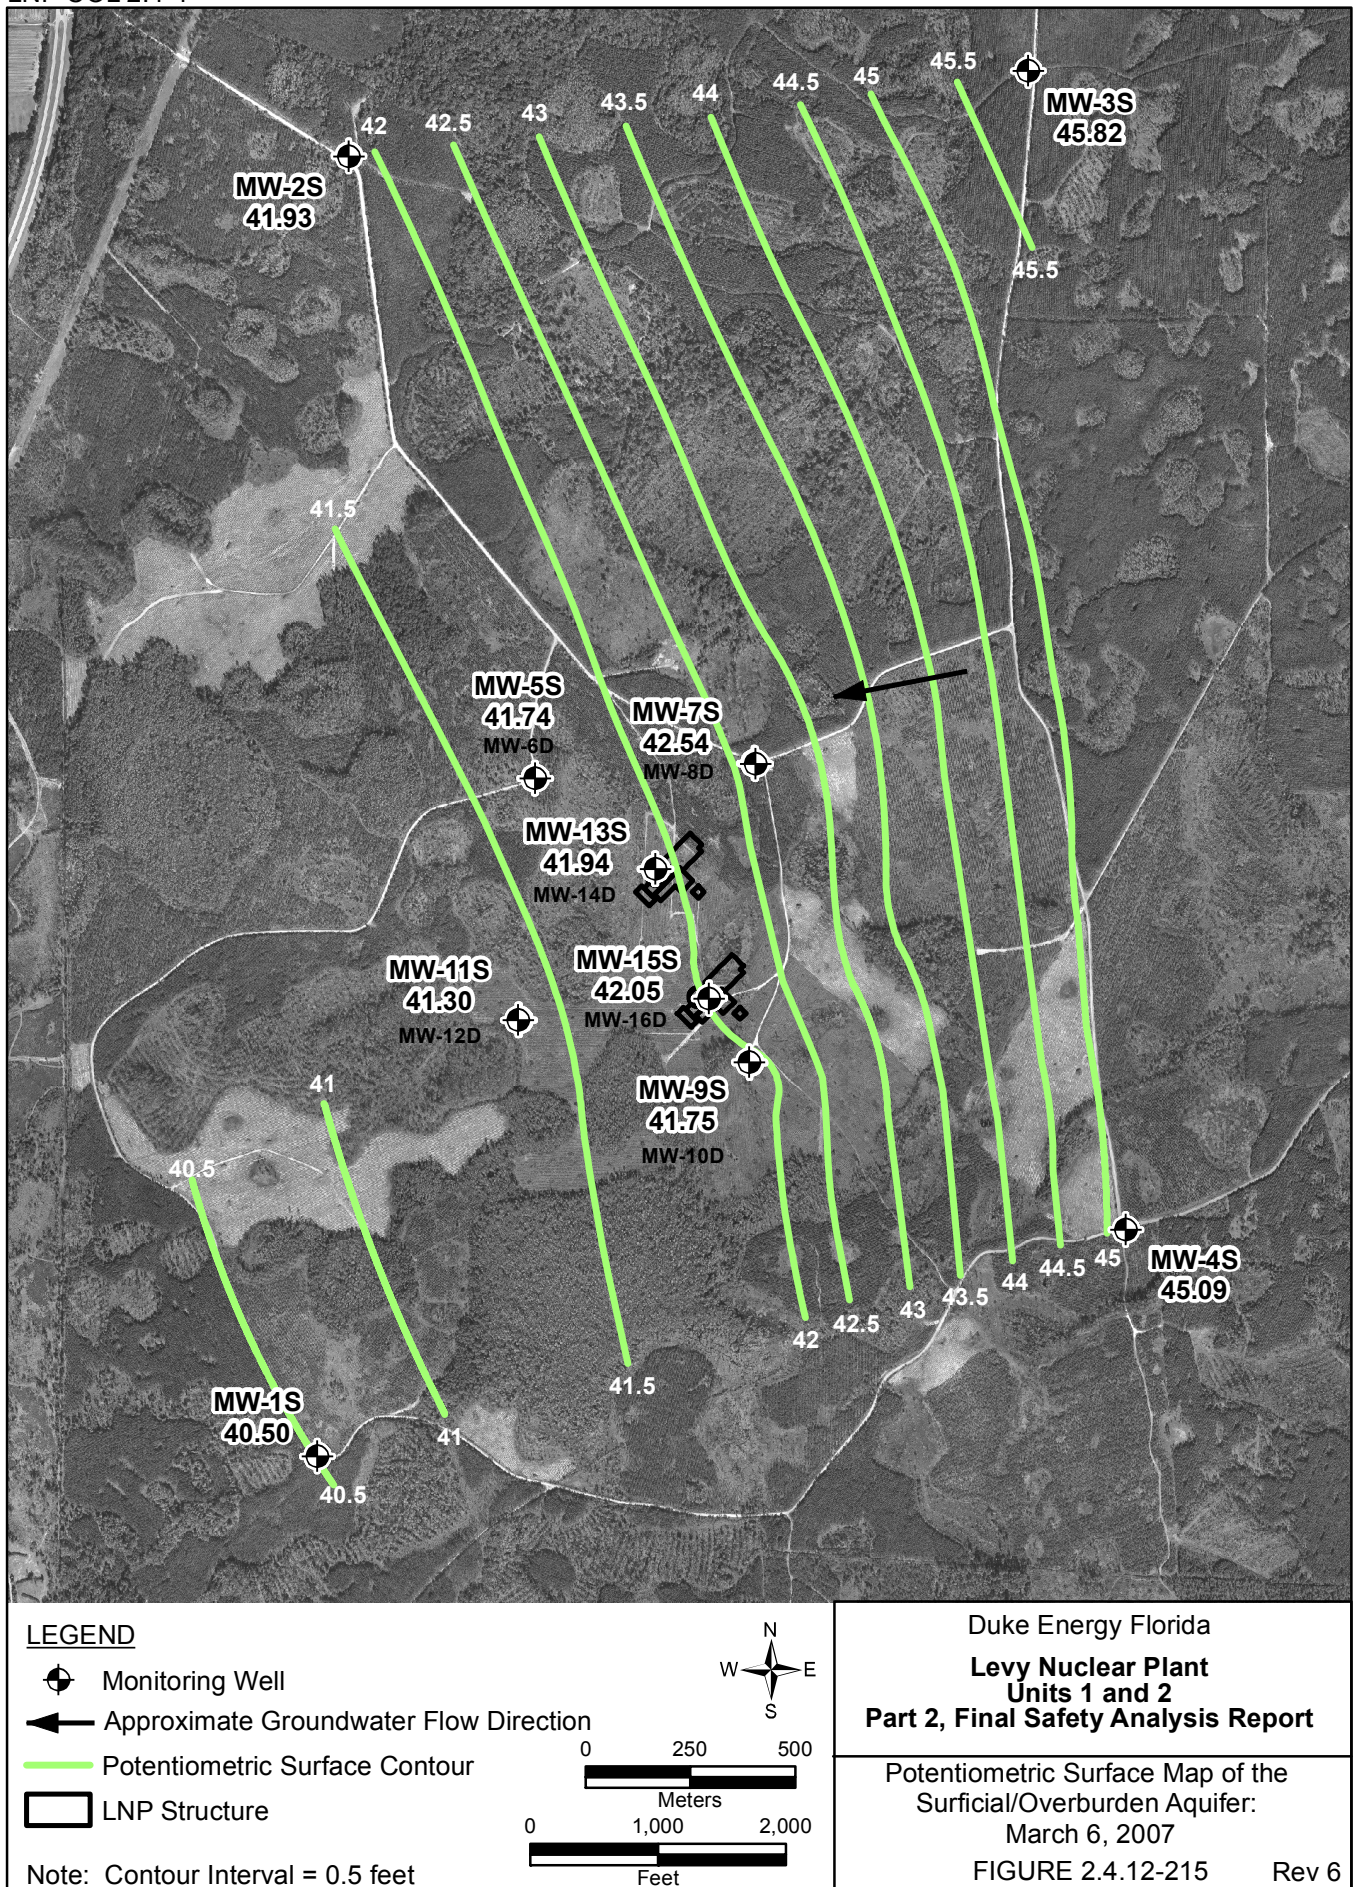 45.5
44.5
45
44
43.5
43
42.5
42
MW-3S
45.82
MW-2S
41.93
45.5
41.5
MW-5S
41.74
MW-6D
MW-7S
42.54
MW-8D
MW-13S
41.94
MW-14D
MW-15S
42.05
MW-16D
MW-11S
41.30
MW-12D
MW-9S
41.75
MW-10D
41
40.5
MW-4S
45.09
45
44.5
44
43.5
43
42.5
42
41.5
MW-1S
40.50
41
40.5
LEGEND
Monitoring Well
Approximate Groundwater Flow Direction
Potentiometric Surface Contour
LNP Structure
Note: Contour Interval = 0.5 feet
N
W E
S
0 250 500
Meters
0 1,000 2,000
Feet
Duke Energy Florida
Levy Nuclear Plant
Units 1 and 2
Part 2, Final Safety Analysis Report
Potentiometric Surface Map of the
Surficial/Overburden Aquifer:
March 6, 2007
FIGURE 2.4.12-215 Rev 6